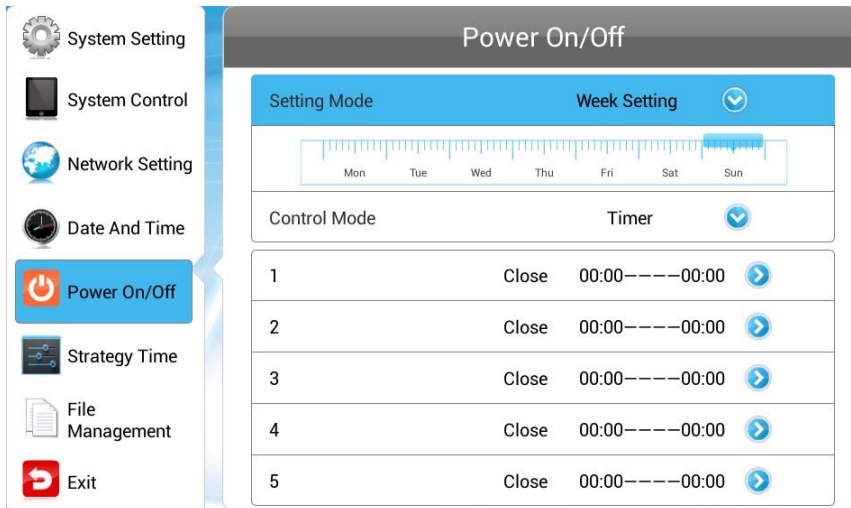 System Setting
System Control
Network Setting
Date And Time
Power On/Off
Strategy Time
File
Management
Exit
Power On/Off
Setting Mode Week Setting
Mon Tue Wed Thu Fri Sat Sun
Control Mode Timer
1 Close 00:00————00:00
2 Close 00:00————00:00
3 Close 00:00————00:00
4 Close 00:00————00:00
5 Close 00:00————00:00